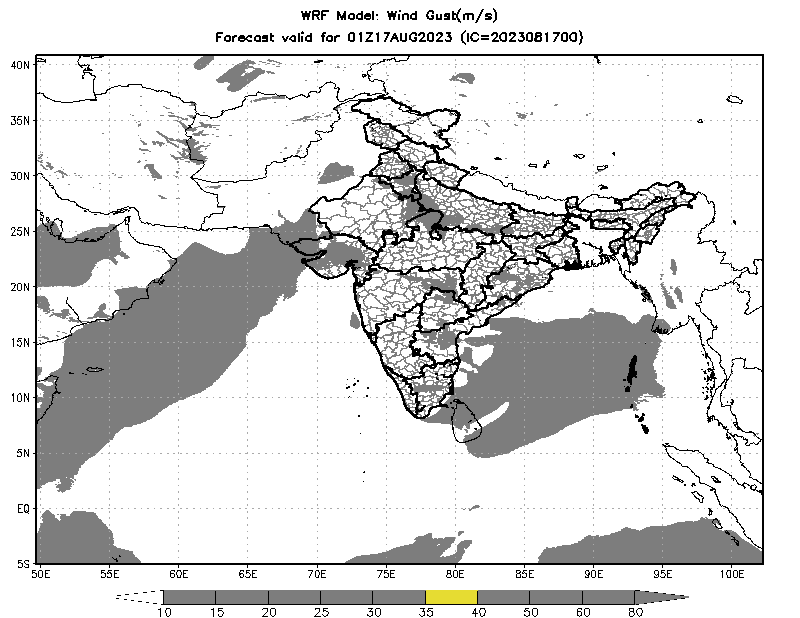 WRF Model: Wind Gust(m/s)
Forecast valid for 01Z17AUG2023 (IC=2023081700)
40N
35N
30N
25N
20N
15N
10N
5N
EQ
5S
50E 55E 60E 65E 70E 75E 80E 85E 90E 95E 100E
10 15 20 25 30 35 40 50 60 80